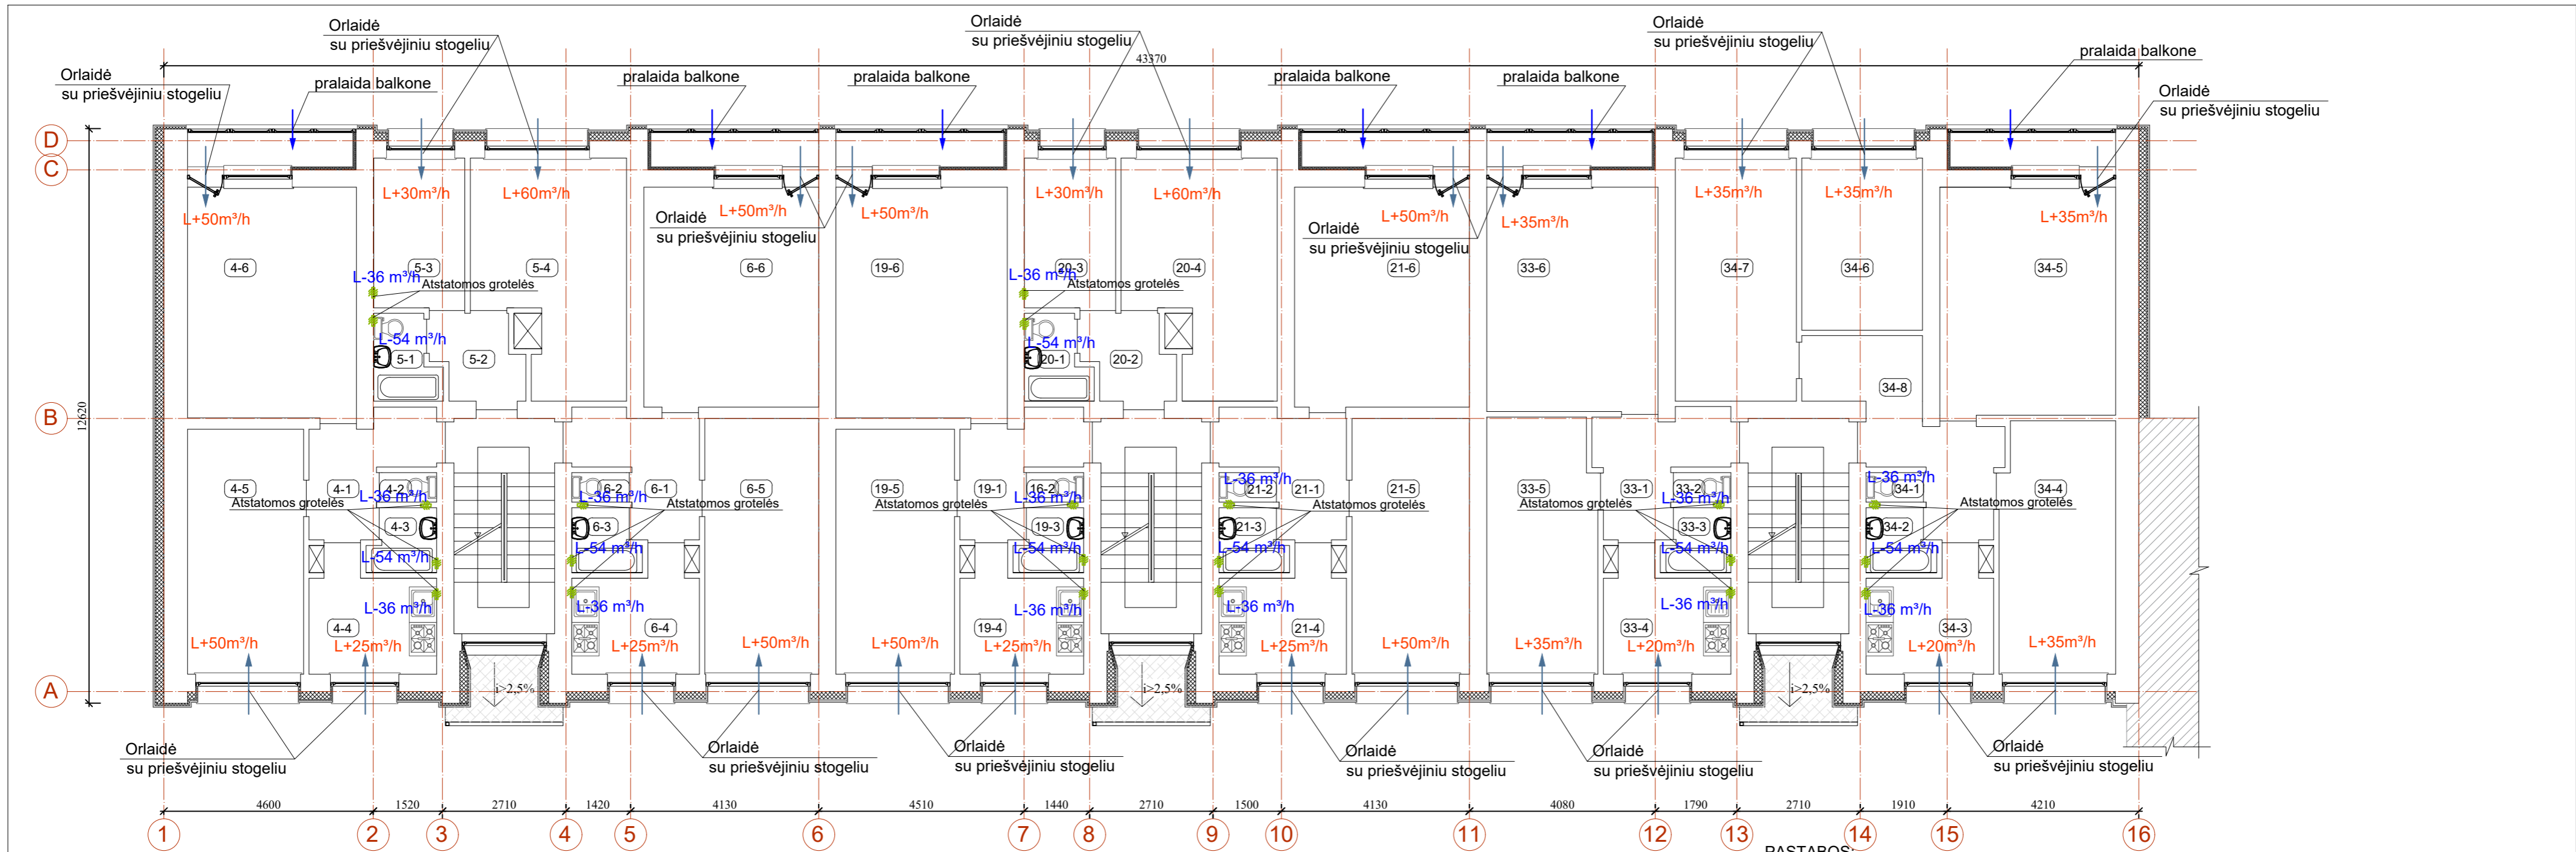 Orlaidė
su priešvėjiniu stogeliu
Orlaidė
su priešvėjiniu stogeliu
Orlaidė
su priešvėjiniu stogeliu
43370
pralaida balkone
Orlaidė
su priešvėjiniu stogeliu
pralaida balkone
pralaida balkone
pralaida balkone
pralaida balkone
pralaida balkone
Orlaidė
su priešvėjiniu stogeliu
D
C
L+50m³/h
L+30m³/h
L+60m³/h
L+50m³/h
L+50m³/h
L+30m³/h
L+60m³/h
L+50m³/h
L+35m³/h
L+35m³/h
L+35m³/h
L+35m³/h
Orlaidė
su priešvėjiniu stogeliu
Orlaidė
su priešvėjiniu stogeliu
4-6
5-3
5-4
6-6
19-6
20-3
20-4
21-6
33-6
34-7
34-6
34-5
L-36 m³/h
Atstatomos grotelės
L-36 m³/h
Atstatomos grotelės
L-54 m³/h
L-54 m³/h
5-1
5-2
20-1
20-2
34-8
B
12620
4-5
4-1
4-2
6-2
6-1
6-5
19-5
19-1
16-2
21-2
21-1
21-5
33-5
33-1
33-2
34-1
34-4
L-36 m³/h
L-36 m³/h
L-36 m³/h
L-36 m³/h
L-36 m³/h
L-36 m³/h
Atstatomos grotelės
Atstatomos grotelės
Atstatomos grotelės
Atstatomos grotelės
Atstatomos grotelės
Atstatomos grotelės
4-3
6-3
19-3
21-3
33-3
34-2
L-54 m³/h
L-54 m³/h
L-54 m³/h
L-54 m³/h
L-54 m³/h
L-54 m³/h
L-36 m³/h
L-36 m³/h
L-36 m³/h
L-36 m³/h
L-36 m³/h
L-36 m³/h
4-4
6-4
19-4
21-4
33-4
34-3
L+50m³/h
L+25m³/h
L+25m³/h
L+50m³/h
L+50m³/h
L+25m³/h
L+25m³/h
L+50m³/h
L+35m³/h
L+20m³/h
L+20m³/h
L+35m³/h
A
i>2,5%
i>2,5%
i>2,5%
Orlaidė
su priešvėjiniu stogeliu
Orlaidė
su priešvėjiniu stogeliu
Orlaidė
su priešvėjiniu stogeliu
Orlaidė
su priešvėjiniu stogeliu
Orlaidė
su priešvėjiniu stogeliu
Orlaidė
su priešvėjiniu stogeliu
4600
1520
2710
1420
4130
4510
1440
2710
1500
4130
4080
1790
2710
1910
4210
1
2
3
4
5
6
7
8
9
10
11
12
13
14
15
16
PASTABOS: